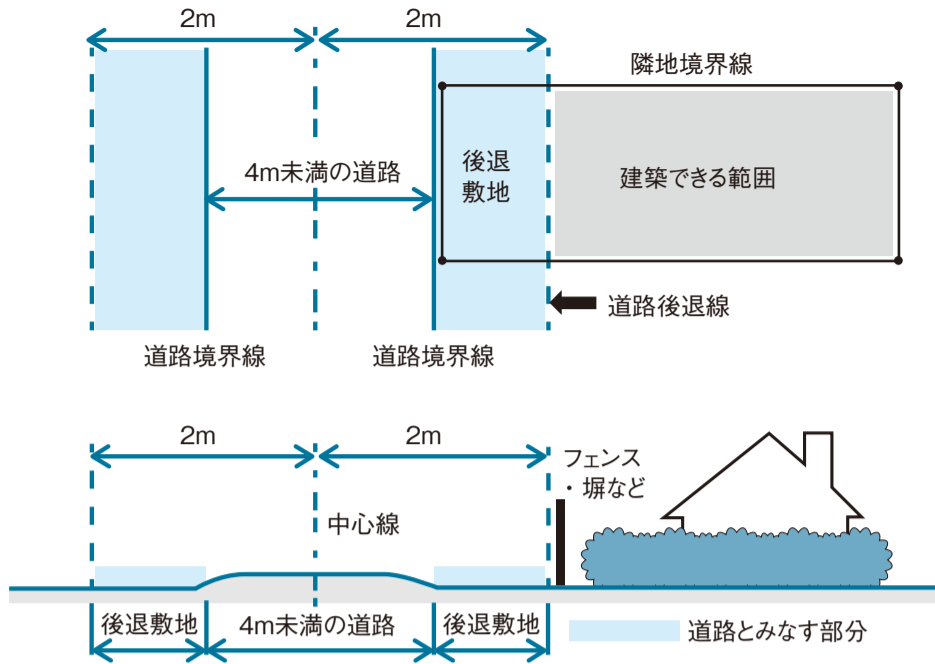 2m
2m
隣地境界線
4m未満の道路
後退
敷地
建築できる範囲
道路後退線
道路境界線
道路境界線
2m
2m
フェンス
・塀など
中心線
後退敷地
4m未満の道路
後退敷地
道路とみなす部分